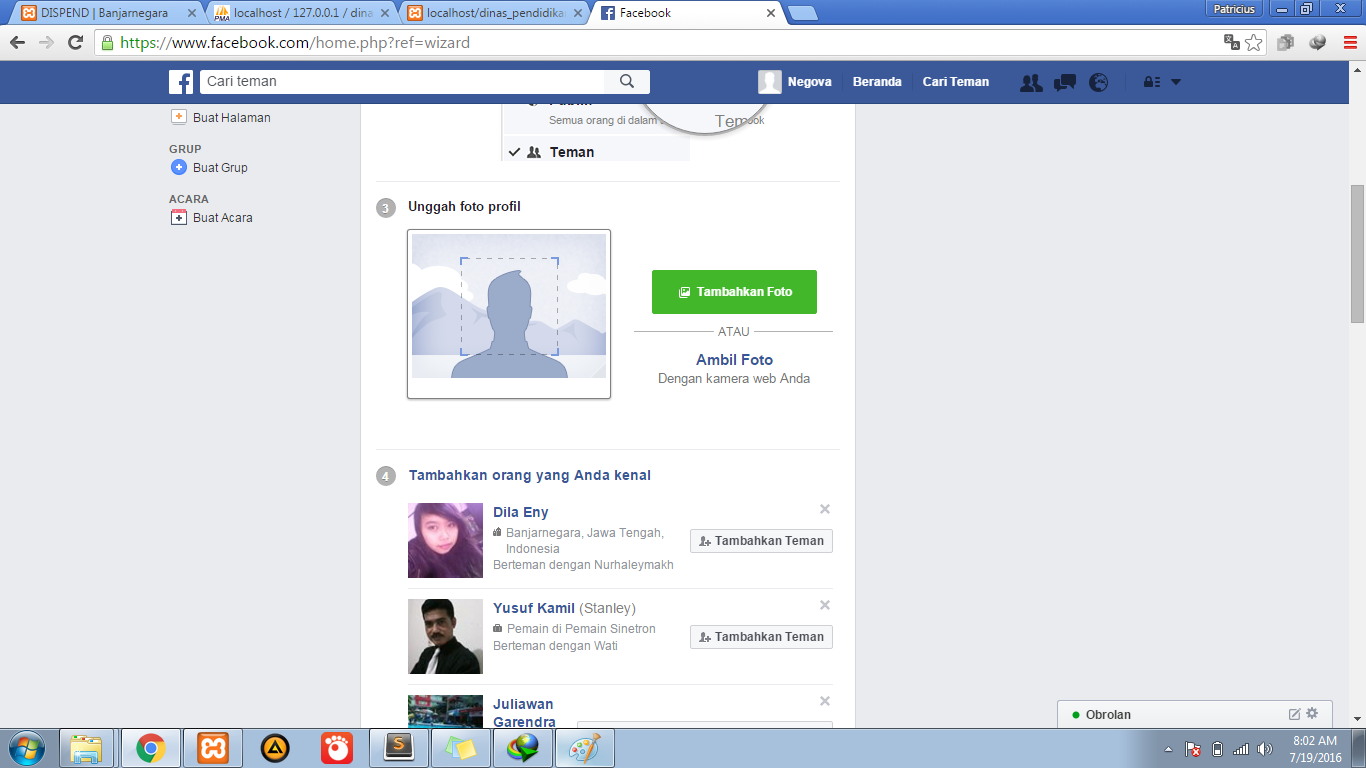 DISPEND | Banjarnegara
localhost / 127.0.0.1 / dina
localhost/dinas_pendidika
Facebook
Patricius
https://www.facebook.com/home.php?ref=wizard
Cari teman
Negova
Beranda
Cari Teman
Buat Halaman
GRUP
Buat Grup
ACARA
Buat Acara
Semua orang di dalam
Tem
ook
Teman
3
Unggah foto profil
Tambahkan Foto
ATAU
Ambil Foto
Dengan kamera web Anda
4
Tambahkan orang yang Anda kenal
Dila Eny
Banjarnegara, Jawa Tengah,
Indonesia
Berteman dengan Nurhaleymakh
Tambahkan Teman
Yusuf Kamil (Stanley)
Pemain di Pemain Sinetron
Berteman dengan Wati
Tambahkan Teman
Juliawan
Garendra
Obrolan
8:02 AM
7/19/2016